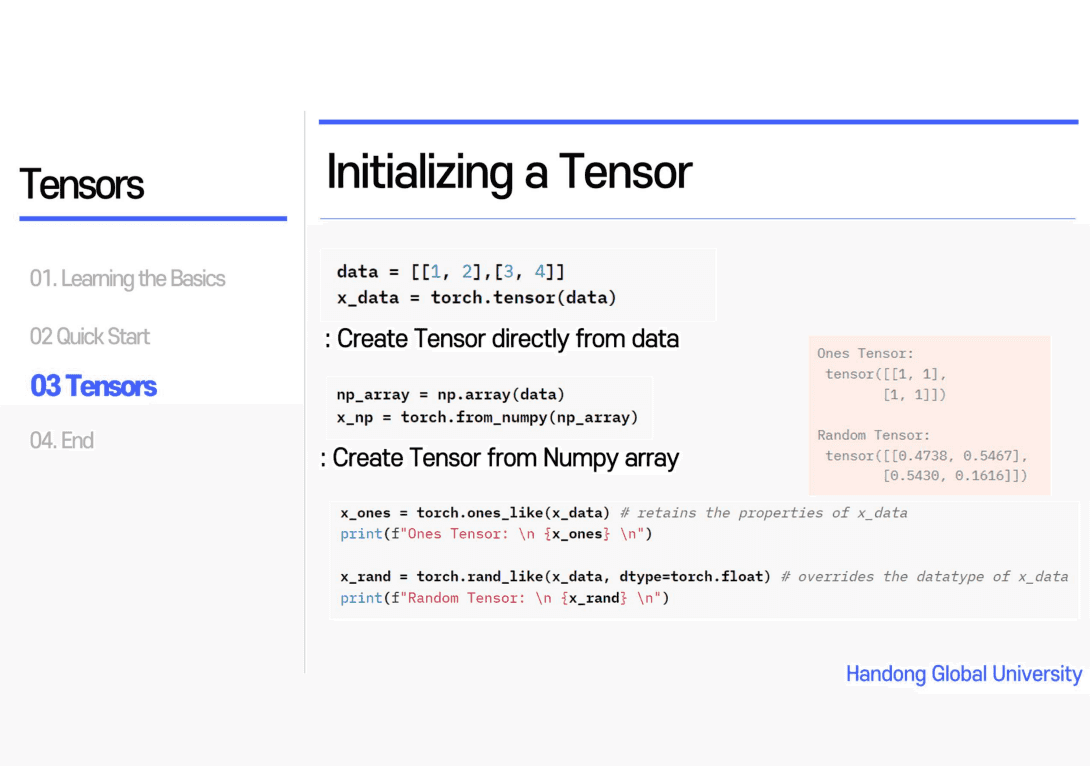 Tensors
01. Learning the Basics
02 Quick Start
03 Tensors
04. End
Initializing a Tensor
data = [[1, 2],[3, 4]]
x_data = torch.tensor(data)
: Create Tensor directly from data
np_array = np.array(data)
x_np = torch.from_numpy(np_array)
: Create Tensor from Numpy array
Ones Tensor:
tensor([[1, 1],
[1, 1]])
Random Tensor:
tensor([[0.4738, 0.5467],
[0.5430, 0.1616]])
x_ones = torch.ones_like(x_data) # retains the properties of x_data
print(f"Ones Tensor: \n {x_ones} \n")
x_rand = torch.rand_like(x_data, dtype=torch.float) # overrides the datatype of x_data
print(f"Random Tensor: \n {x_rand} \n")
Handong Global University